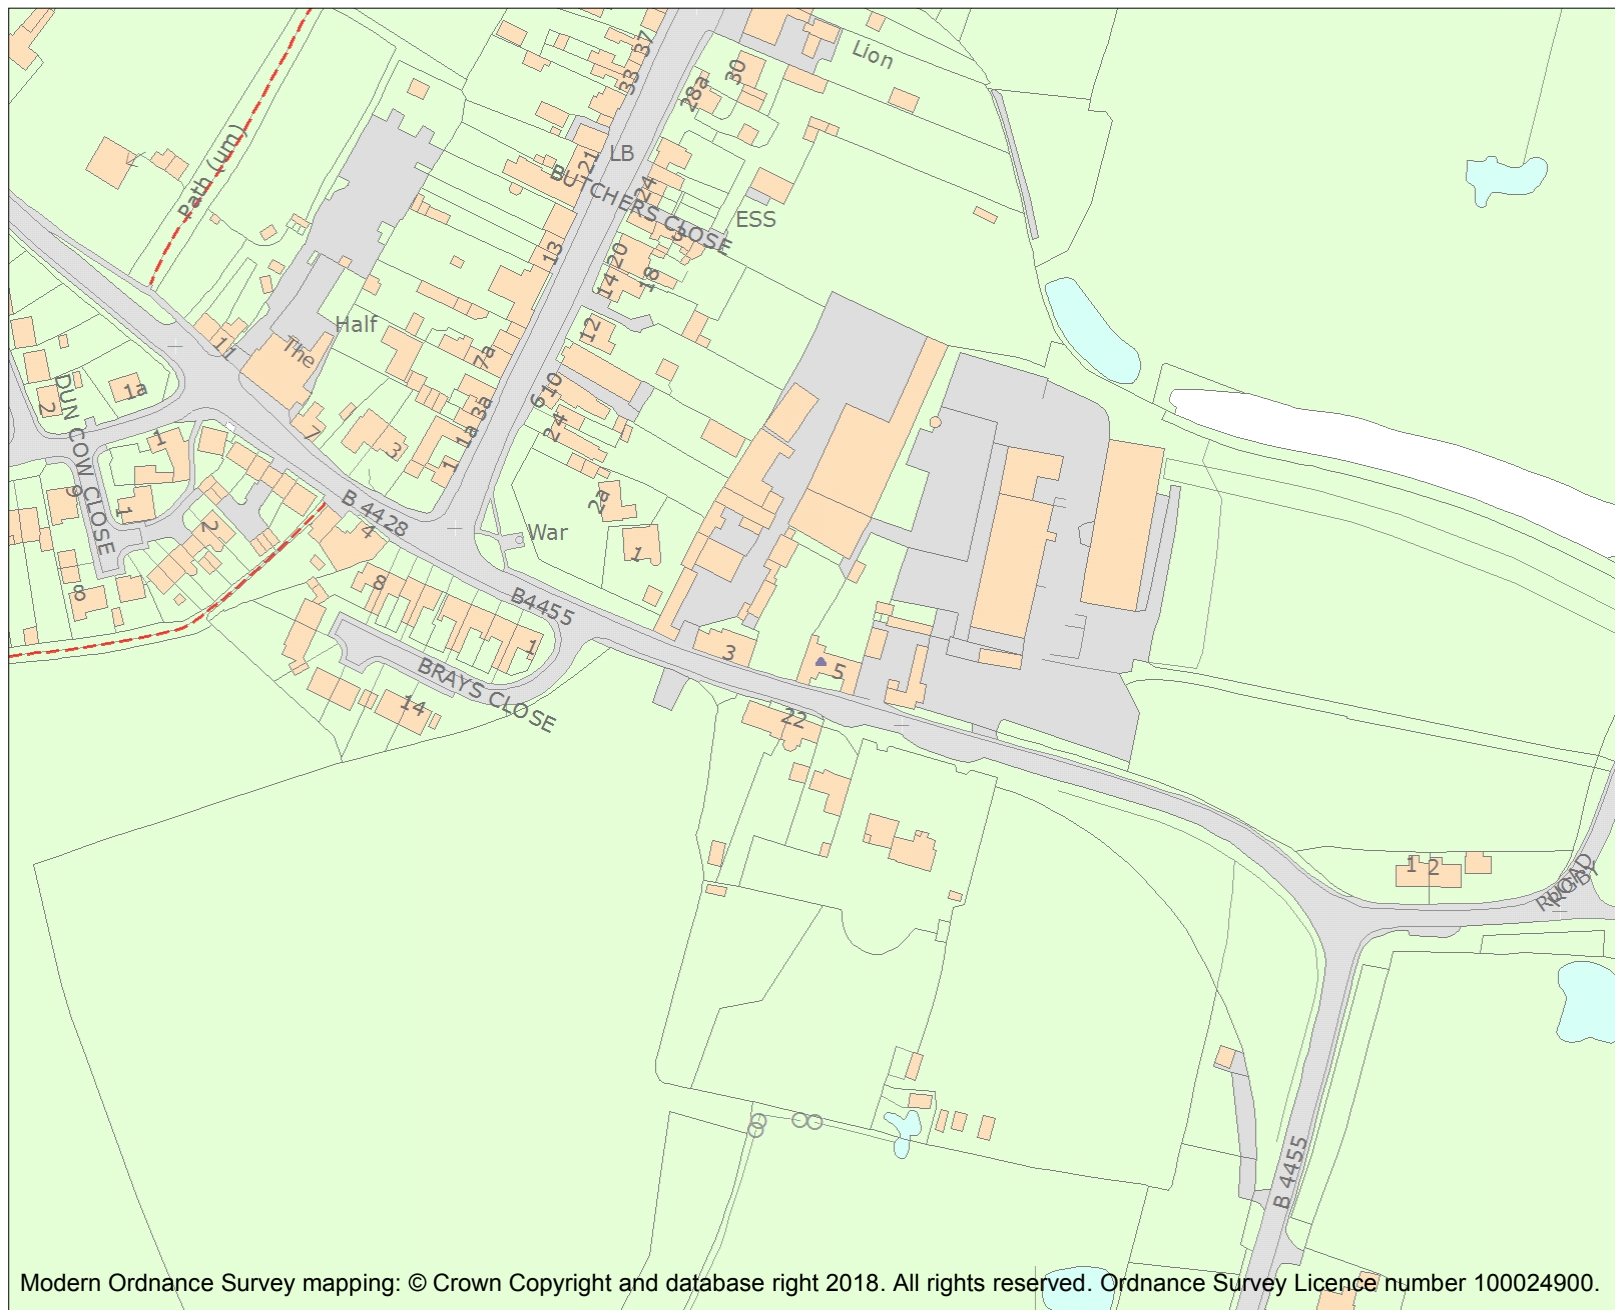 37
33
Lion
30
28a
Path (um)
LB
21
BUTCHERS CLOSE
24
ESS
3
13
20
18
14
Half
The
11
12
7a
1a
2
DUN COW CLOSE
10
6
3a
7
1a
3
1
24
1
9
1
2
2a
B 4428
4
War
1
8
8
B4455
1
3
5
BRAYS CLOSE
14
22
1
2
RUGBY
ROAD
B 4455
Modern Ordnance Survey mapping: © Crown Copyright and database right 2018. All rights reserved. Ordnance Survey Licence number 100024900.